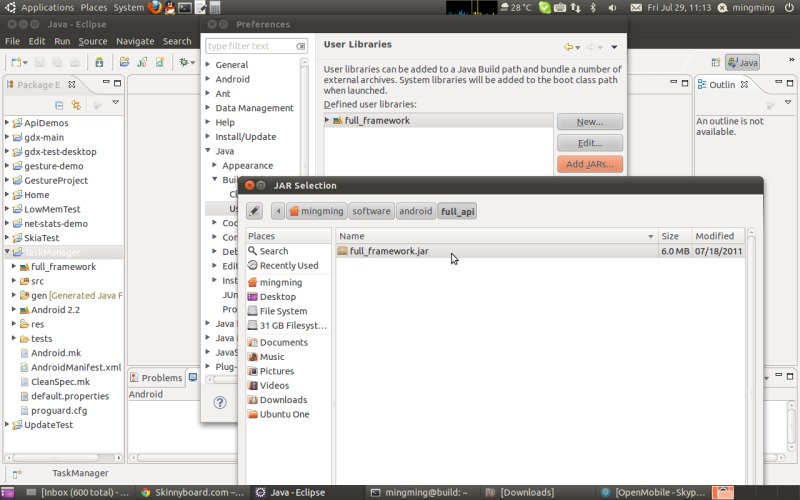 Applications Places System
28 °C
Fri Jul 29, 11:13
mingming
Java - Eclipse
File Edit Run Source Navigate Search
Java
Package E
ApiDemos
gdx-main
gdx-test-desktop
gesture-demo
GestureProject
Home
LowMemTest
net-stats-demo
SkiaTest
TaskManager
full_framework
src
gen [Generated Java F
Android 2.2
res
tests
Android.mk
AndroidManifest.xml
CleanSpec.mk
default.properties
proguard.cfg
UpdateTest
Problems
Android
Outlin
An outline is not
available.
Preferences
type filter text
General
Android
Ant
Data Management
Help
Install/Update
Java
Appearance
Buil
Cl
Us
Cod
Com
Deb
Edit
Inst
JUn
Prop
Java
Java
JavaS
Plug-
User Libraries
User libraries can be added to a Java Build path and bundle a number of
external archives. System libraries will be added to the boot class path
when launched.
Defined user libraries:
full_framework
New...
Edit...
Add JARs...
JAR Selection
mingming software android full_api
Places
Search
Recently Used
mingming
Desktop
File System
31 GB Filesyst...
Documents
Music
Pictures
Videos
Downloads
Ubuntu One
Name Size Modified
full_framework.jar 6.0 MB 07/18/2011
TaskManager
[Inbox (600 total) - ... Skinnyboard.com –... Java - Eclipse mingming@build: ~ [Downloads] [OpenMobile - Skyp...